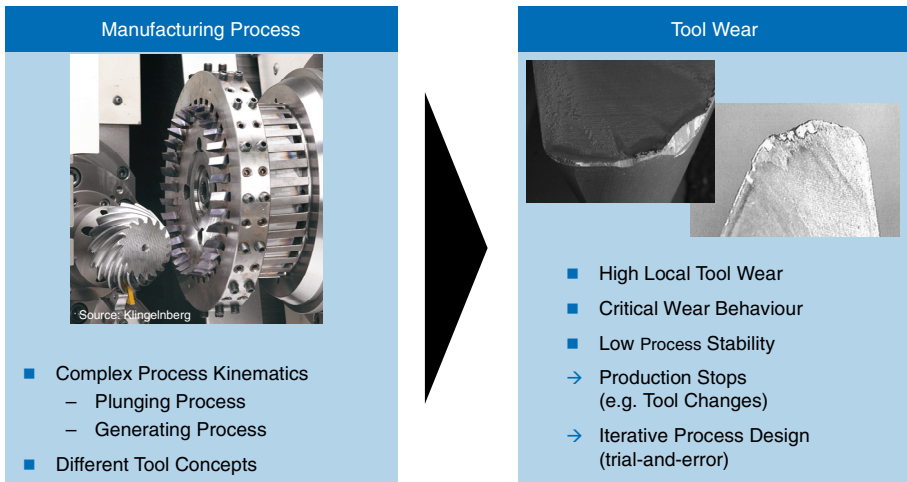 Manufacturing Process
Source: Klingelnberg
■ Complex Process Kinematics
– Plunging Process
– Generating Process
■ Different Tool Concepts
Tool Wear
■ High Local Tool Wear
■ Critical Wear Behaviour
■ Low Process Stability
→ Production Stops
(e.g. Tool Changes)
→ Iterative Process Design
(trial-and-error)